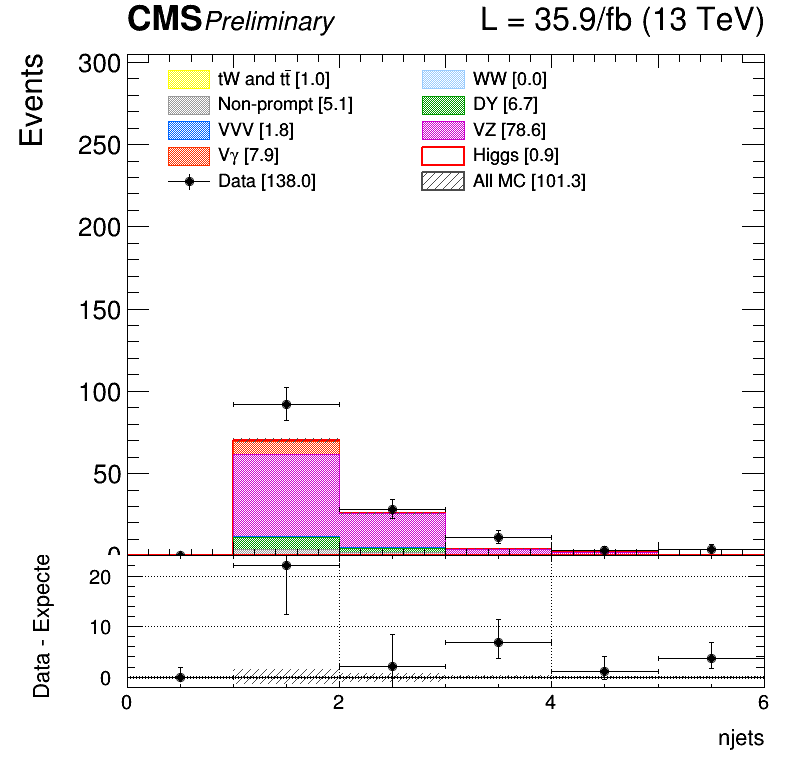 CMS Preliminary L = 35.9/fb (13 TeV)
Events
300
250
200
150
100
50
0
tW and tt̄ [1.0] WW [0.0]
Non-prompt [5.1] DY [6.7]
VVV [1.8] VZ [78.6]
Vγ [7.9] Higgs [0.9]
Data [138.0] All MC [101.3]
Data - Expecte
20
10
0
0 2 4 6
njets